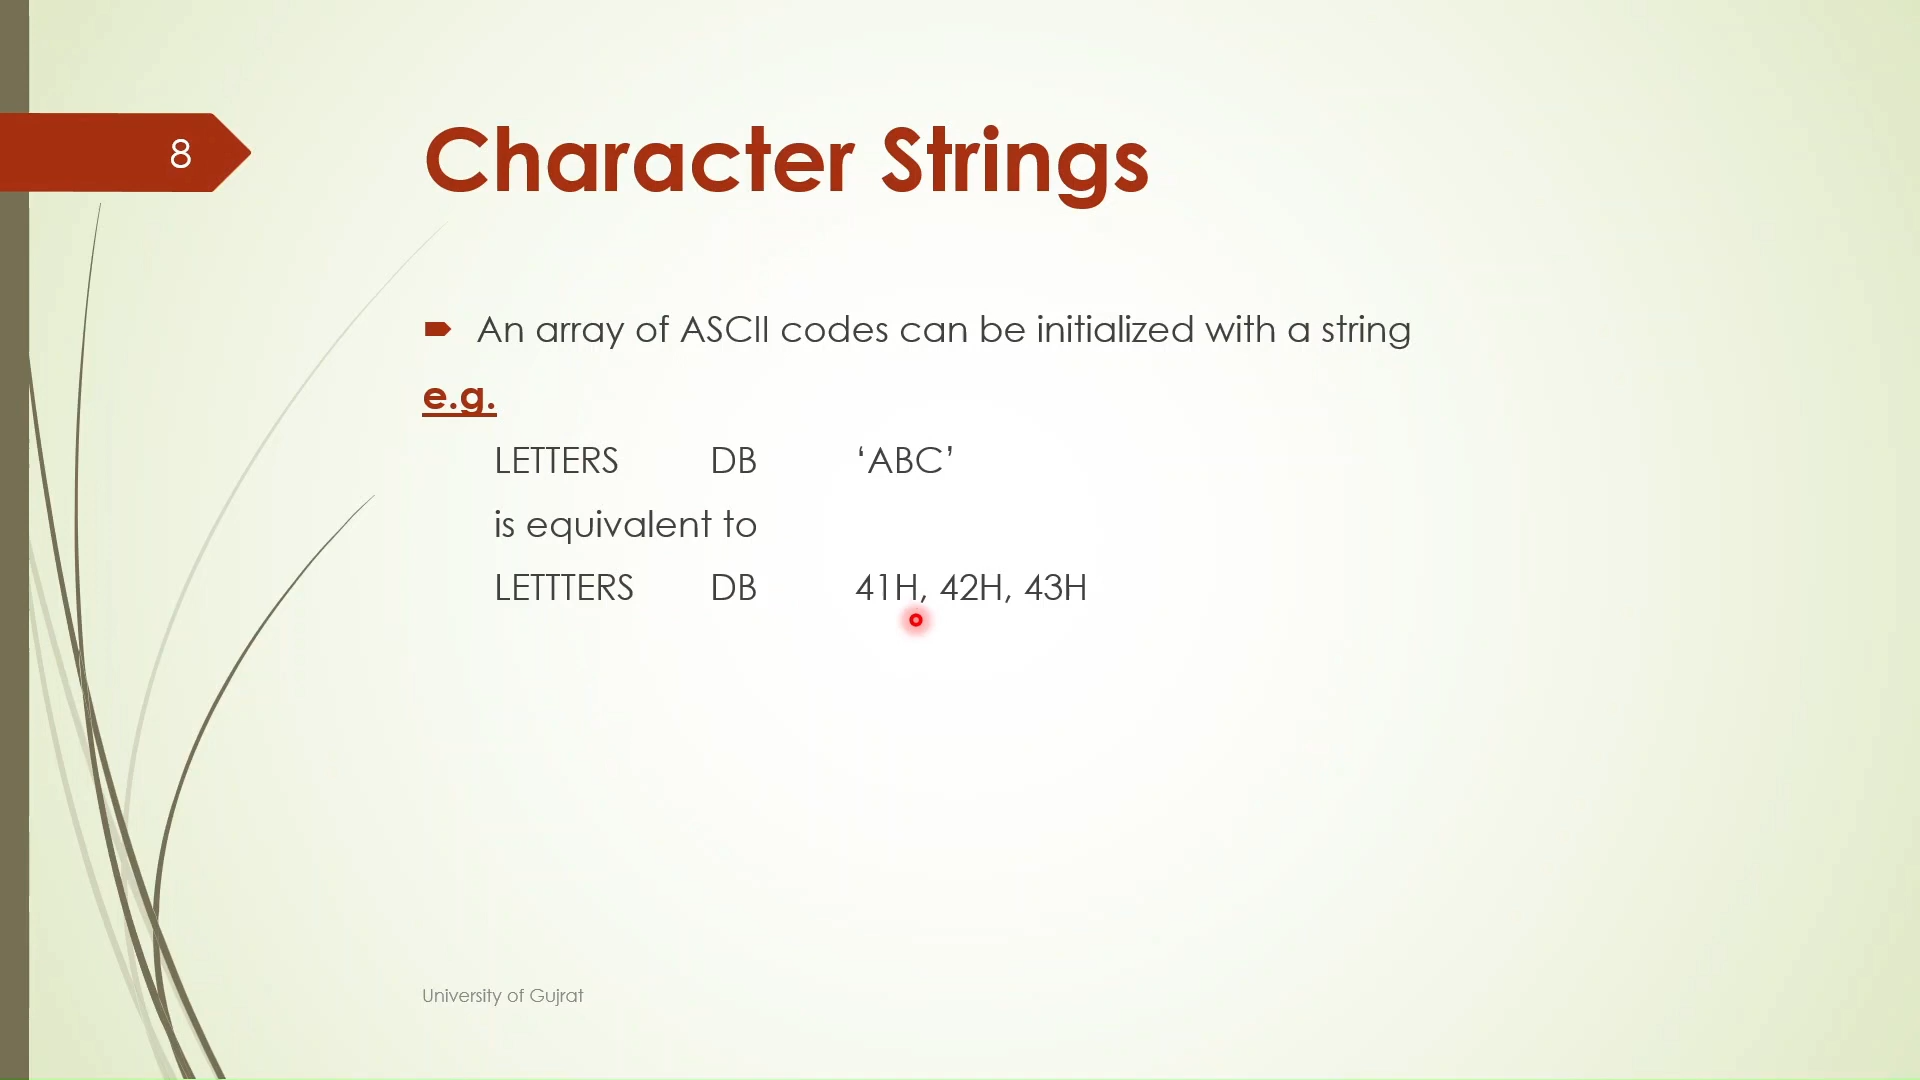 8
Character Strings
An array of ASCII codes can be initialized with a string
e.g.
LETTERS DB ‘ABC’
is equivalent to
LETTTERS DB 41H, 42H, 43H
University of Gujrat